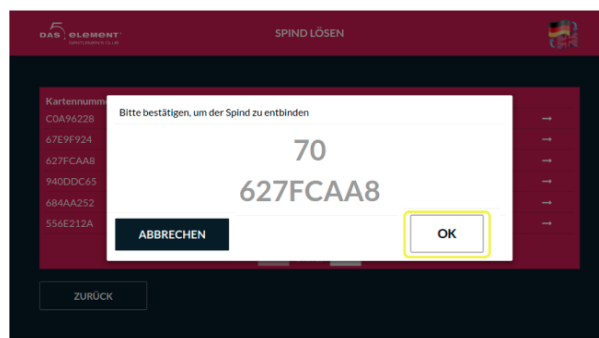 DAS 5. ELEMENT
SPIND LÖSEN
Kartennumme
C0A96228
67E9F924
627FCAA8
940DDC65
684AA252
556E212A
Bitte bestätigen, um der Spind zu entbinden
70
627FCAA8
ABBRECHEN
OK
ZURÜCK